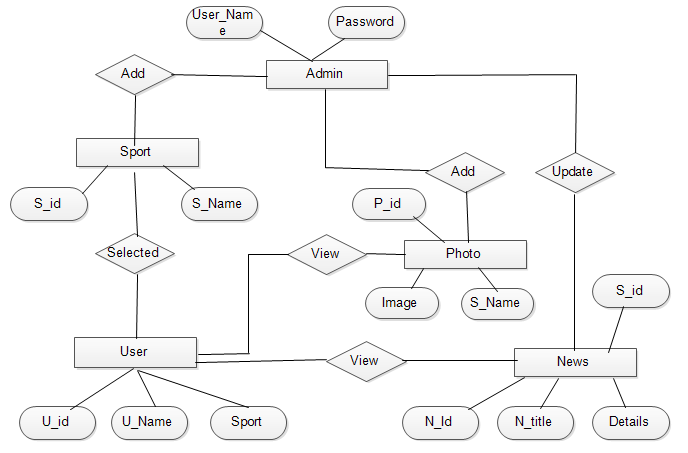 User_Nam
e
Password
Add
Admin
Sport
Add
Update
S_id
S_Name
P_id
Selected
View
Photo
Image
S_Name
S_id
User
View
News
U_id
U_Name
Sport
N_Id
N_title
Details